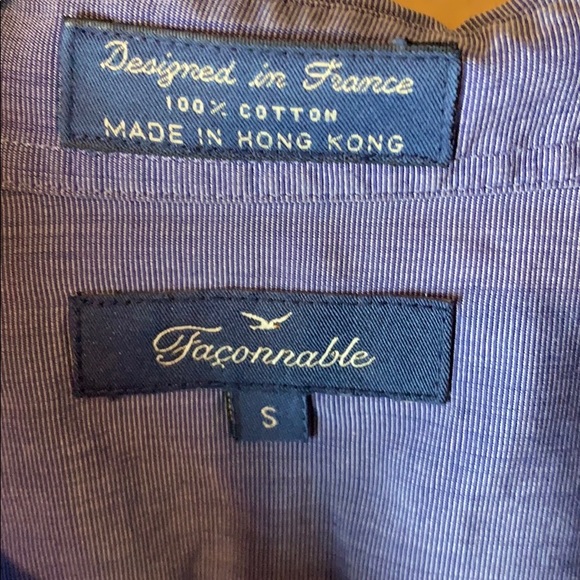 Designed in France
100% COTTON
MADE IN HONG KONG
Façonnable
S